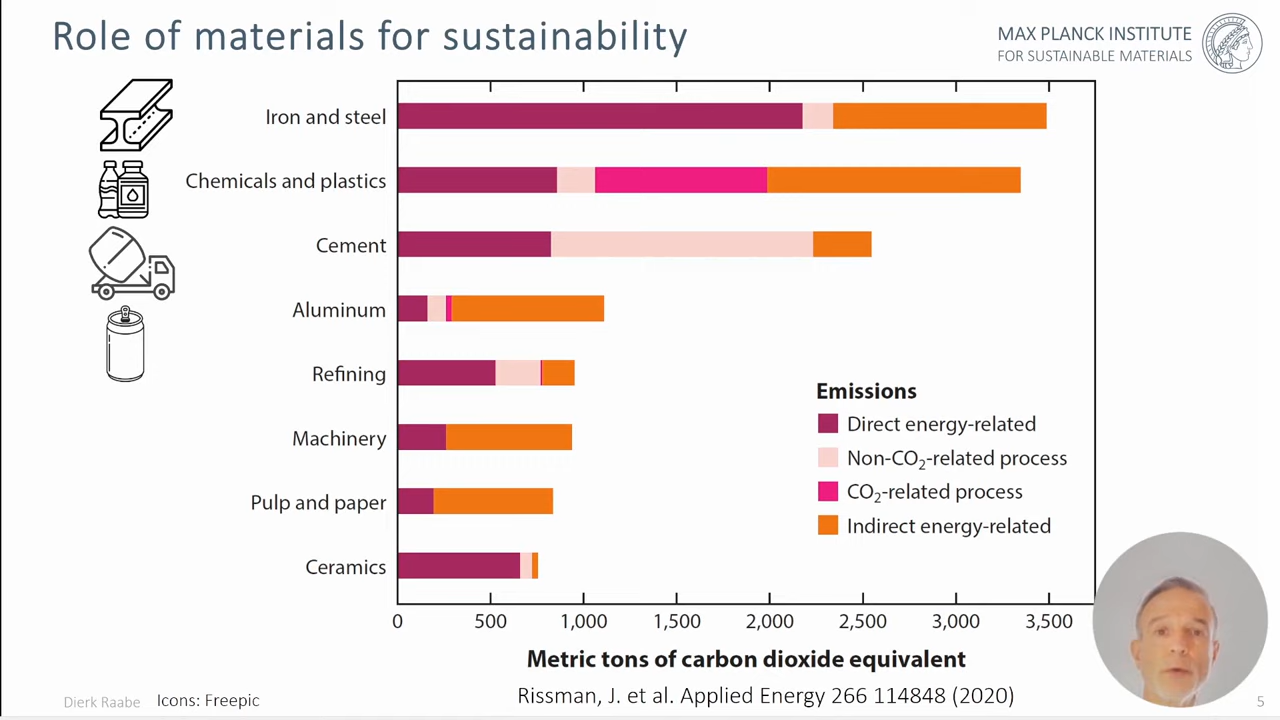 Role of materials for sustainability
MAX PLANCK INSTITUTE
FOR SUSTAINABLE MATERIALS
Iron and steel
Chemicals and plastics
Cement
Aluminum
Refining
Machinery
Pulp and paper
Ceramics
Emissions
Direct energy-related
Non-CO₂-related process
CO₂-related process
Indirect energy-related
0 500 1,000 1,500 2,000 2,500 3,000 3,500
Metric tons of carbon dioxide equivalent
Rissman, J. et al. Applied Energy 266 114848 (2020)
Dierk Raabe Icons: Freepic
5